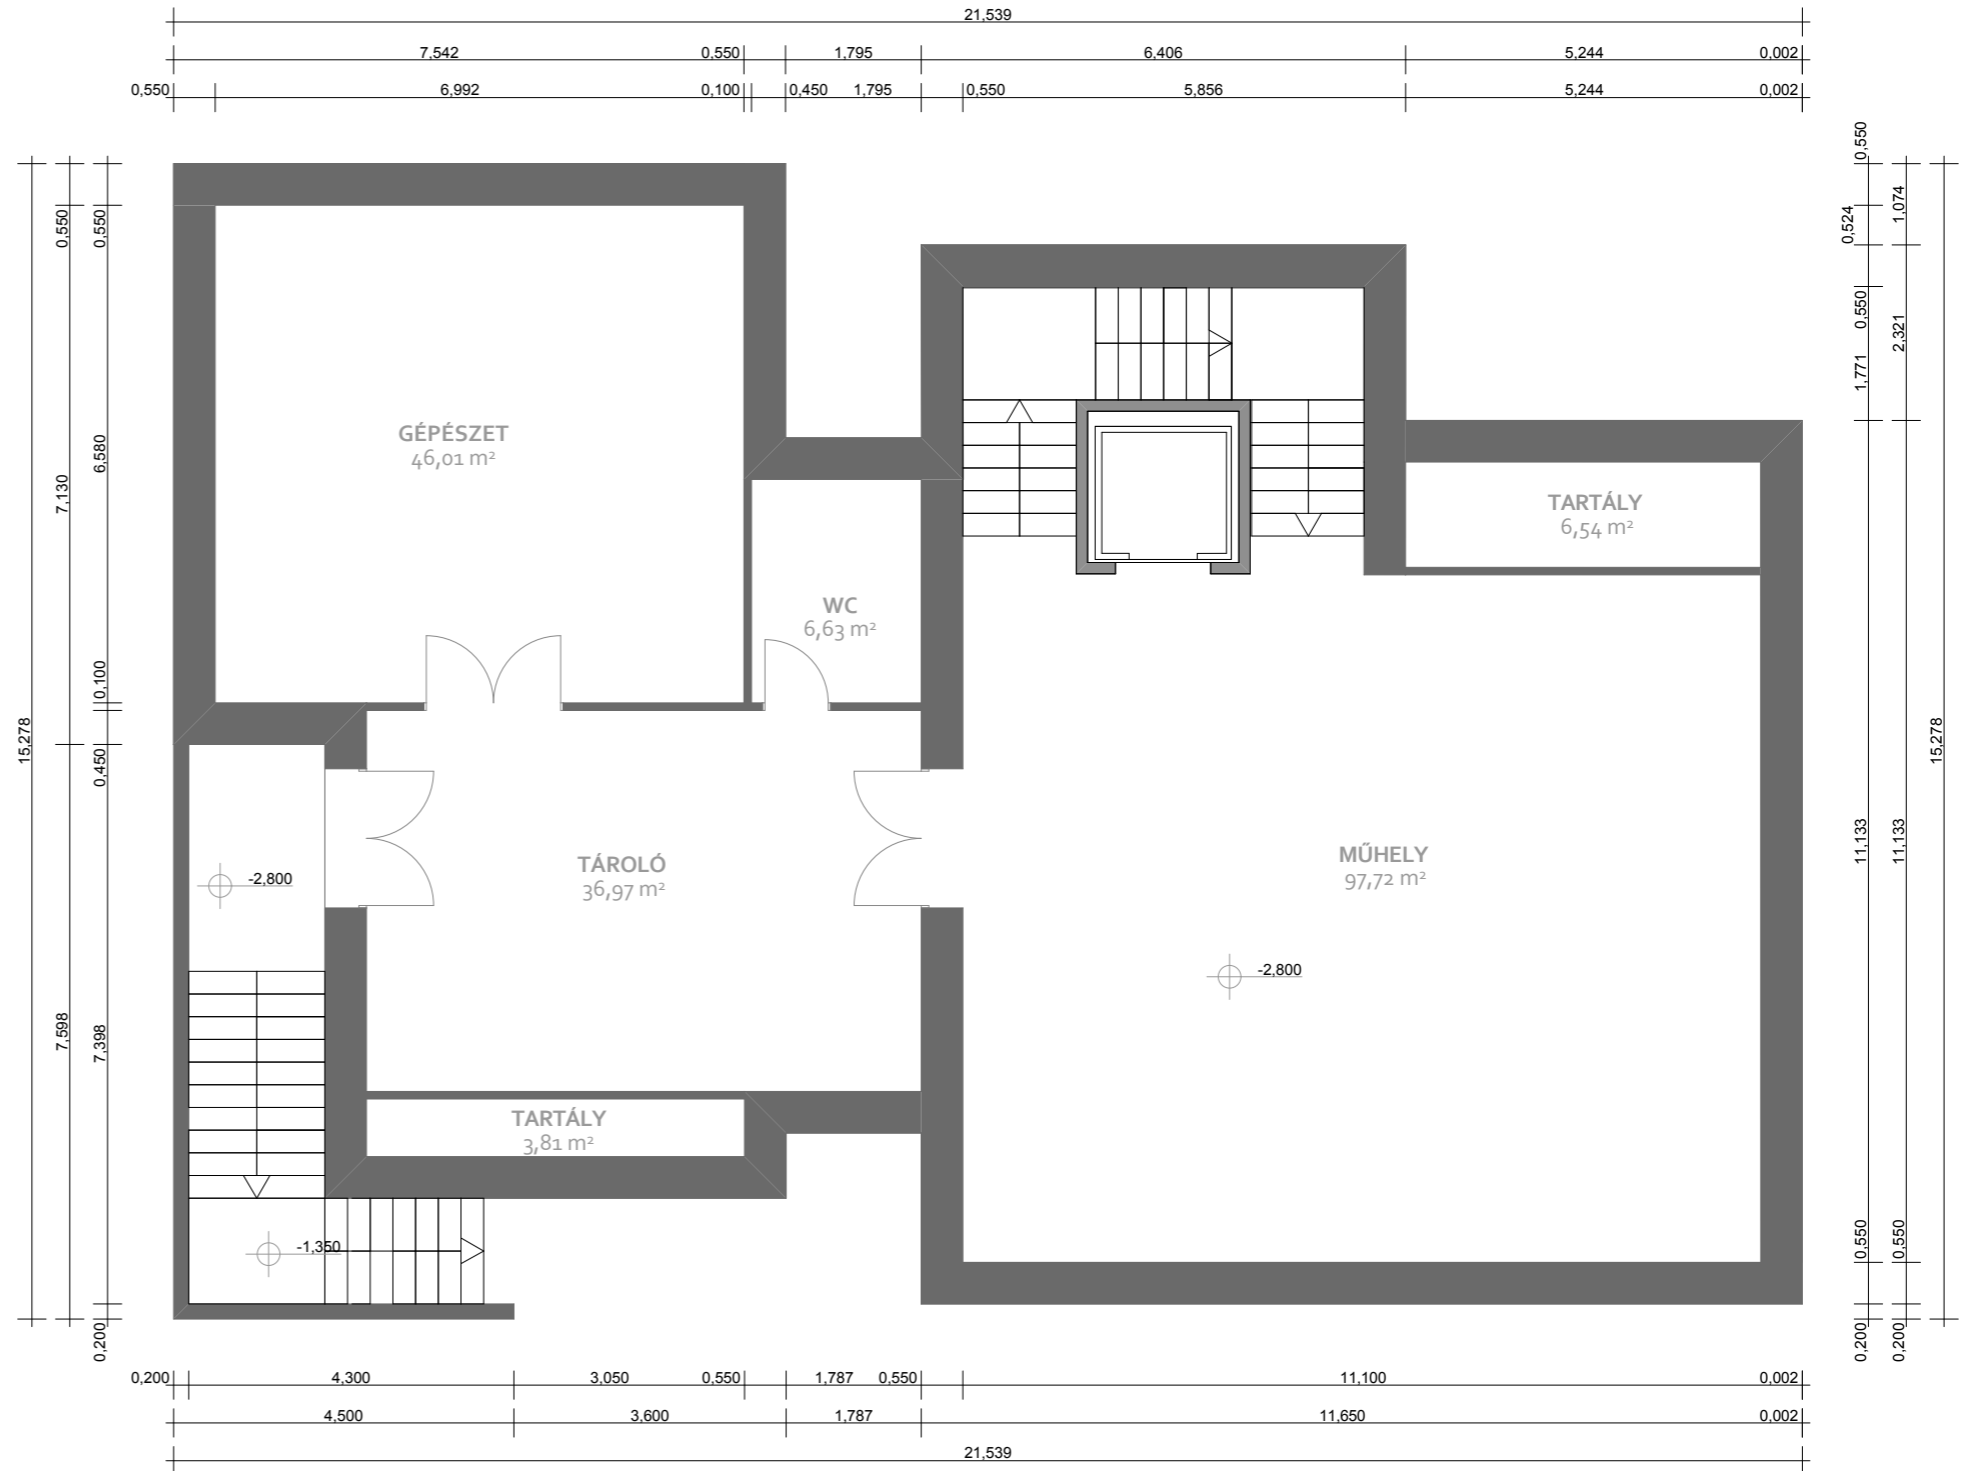 21,539
7,542 0,550 1,795 6,406 5,244 0,002
0,550 6,992 0,100 0,450 1,795 0,550 5,856 5,244 0,002
0,550
0,550 0,550 0,524 1,074
GÉPÉSZET
46,01 m²
0,550 2,321
1,771
6,580
7,130
TARTÁLY
6,54 m²
WC
6,63 m²
0,100
15,278
0,450
15,278
TÁROLÓ
36,97 m²
MŰHELY
97,72 m²
11,133 11,133
-2,800
-2,800
7,598 7,398
TARTÁLY
3,81 m²
-1,350
0,550 0,550
0,200 0,200 0,200
0,200 4,300 3,050 0,550 1,787 0,550 11,100 0,002
4,500 3,600 1,787 11,650 0,002
21,539